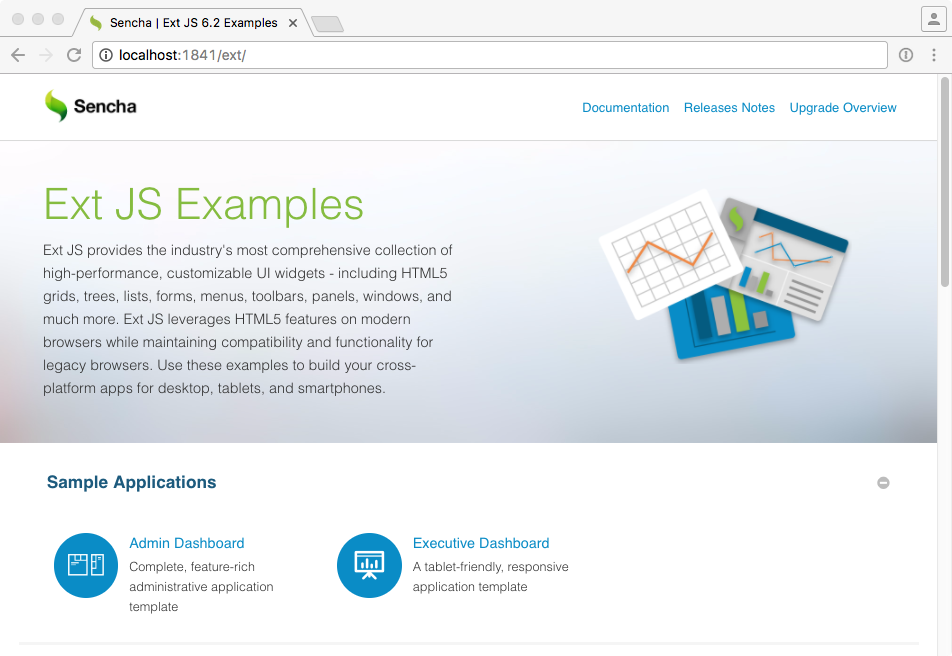 Sencha | Ext JS 6.2 Examples
localhost:1841/ext/
Sencha
Documentation Releases Notes Upgrade Overview
Ext JS Examples
Ext JS provides the industry's most comprehensive collection of
high-performance, customizable UI widgets - including HTML5
grids, trees, lists, forms, menus, toolbars, panels, windows, and
much more. Ext JS leverages HTML5 features on modern
browsers while maintaining compatibility and functionality for
legacy browsers. Use these examples to build your cross-
platform apps for desktop, tablets, and smartphones.
Sample Applications
Admin Dashboard
Complete, feature-rich
administrative application
template
Executive Dashboard
A tablet-friendly, responsive
application template